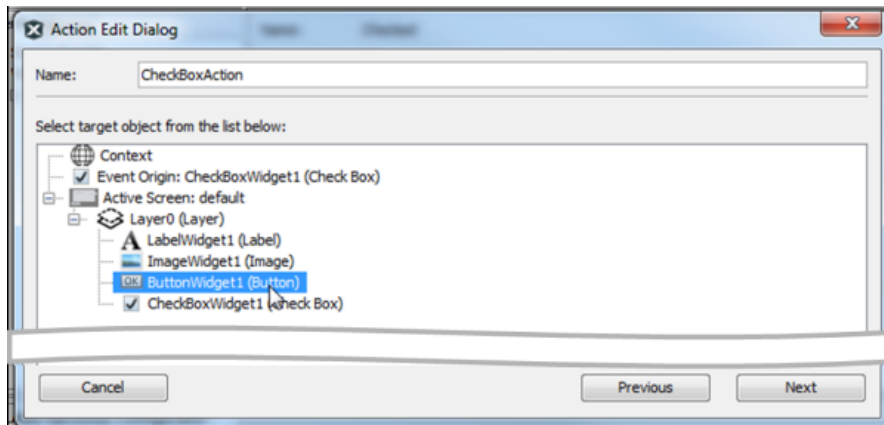 Action Edit Dialog
Name: CheckBoxAction
Select target object from the list below:
Context
Event Origin: CheckBoxWidget1 (Check Box)
Active Screen: default
Layer0 (Layer)
A LabelWidget1 (Label)
ImageWidget1 (Image)
OK ButtonWidget1 (Button)
CheckBoxWidget1 (Check Box)
Cancel Previous Next